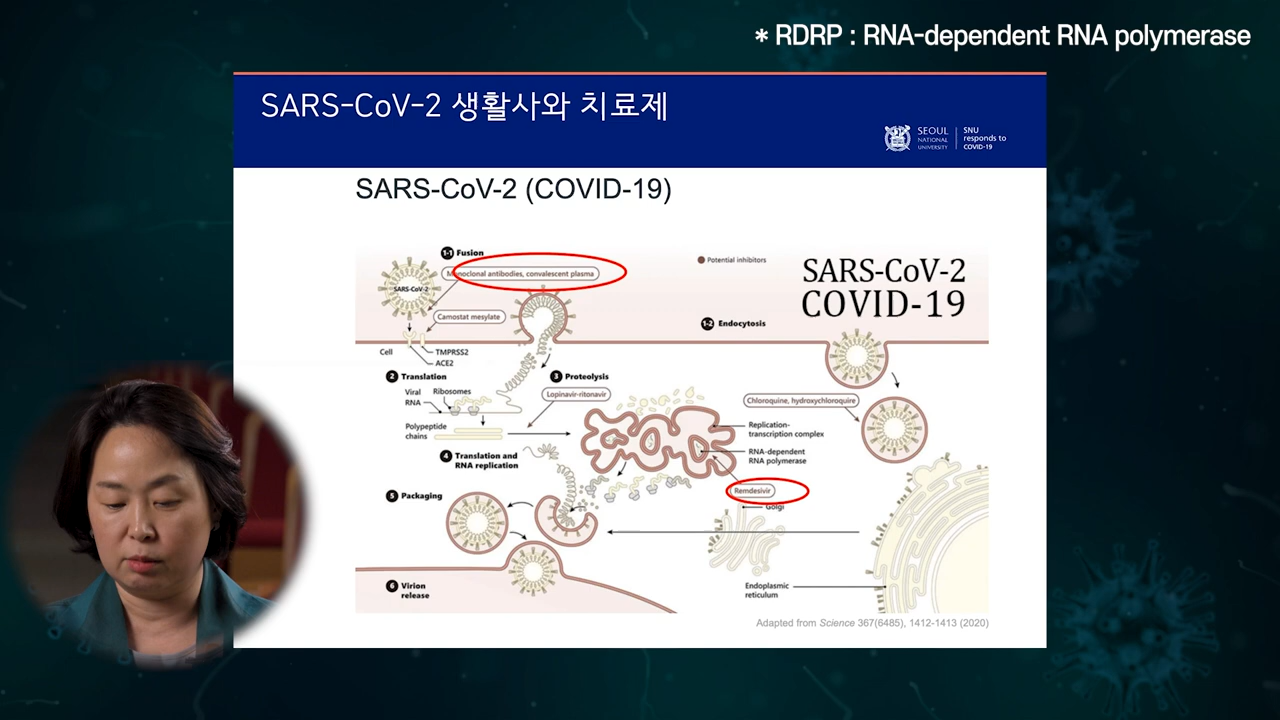 * RDRP : RNA-dependent RNA polymerase
SARS-CoV-2 생활사와 치료제
SEOUL
NATIONAL
UNIVERSITY
SNU
responds to
COVID-19
SARS-CoV-2 (COVID-19)
1-1 Fusion
Monoclonal antibodies, convalescent plasma
SARS-CoV-2
Camostat mesylate
Cell
TMPRSS2
ACE2
Potential inhibitors
SARS-CoV-2
COVID-19
1-2 Endocytosis
2 Translation
Viral
RNA
Ribosomes
Polypeptide
chains
3 Proteolysis
Lopinavir-ritonavir
Chloroquine, hydroxychloroquire
Replication-
transcription complex
RNA-dependent
RNA polymerase
4 Translation and
RNA replication
Remdesivir
Golgi
5 Packaging
6 Virion
release
Endoplasmic
reticulum
Adapted from Science 367(6485), 1412-1413 (2020)